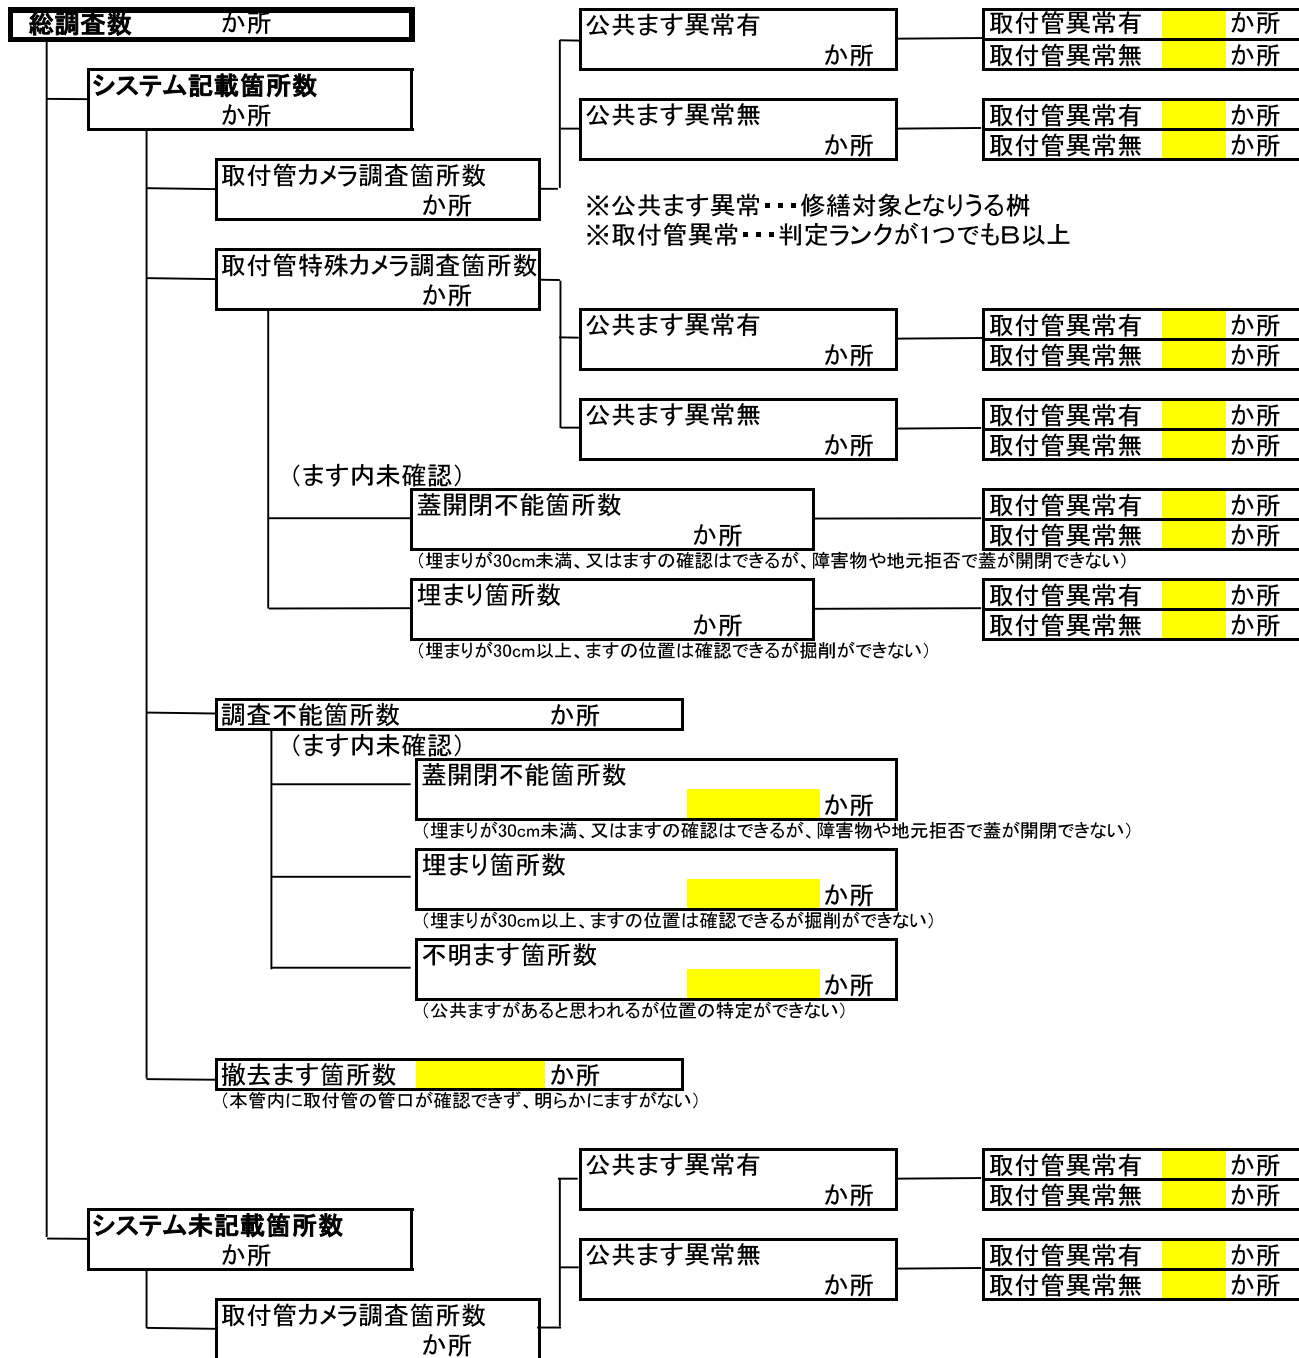 総調査数 か所
システム記載箇所数
か所
取付管カメラ調査箇所数
か所
公共ます異常有
か所
取付管異常有 か所
取付管異常無 か所
公共ます異常無
か所
取付管異常有 か所
取付管異常無 か所
※公共ます異常・・・修繕対象となりうる桝
※取付管異常・・・判定ランクが1つでもB以上
取付管特殊カメラ調査箇所数
か所
公共ます異常有
か所
取付管異常有 か所
取付管異常無 か所
公共ます異常無
か所
取付管異常有 か所
取付管異常無 か所
（ます内未確認）
蓋開閉不能箇所数
か所
取付管異常有 か所
取付管異常無 か所
（埋まりが30cm未満、又はますの確認はできるが、障害物や地元拒否で蓋が開閉できない）
埋まり箇所数
か所
取付管異常有 か所
取付管異常無 か所
（埋まりが30cm以上、ますの位置は確認できるが掘削ができない）
調査不能箇所数 か所
（ます内未確認）
蓋開閉不能箇所数
か所
（埋まりが30cm未満、又はますの確認はできるが、障害物や地元拒否で蓋が開閉できない）
埋まり箇所数
か所
（埋まりが30cm以上、ますの位置は確認できるが掘削ができない）
不明ます箇所数
か所
（公共ますがあると思われるが位置の特定ができない）
撤去ます箇所数 か所
（本管内に取付管の管口が確認できず、明らかにますがない）
システム未記載箇所数
か所
取付管カメラ調査箇所数
か所
公共ます異常有
か所
取付管異常有 か所
取付管異常無 か所
公共ます異常無
か所
取付管異常有 か所
取付管異常無 か所